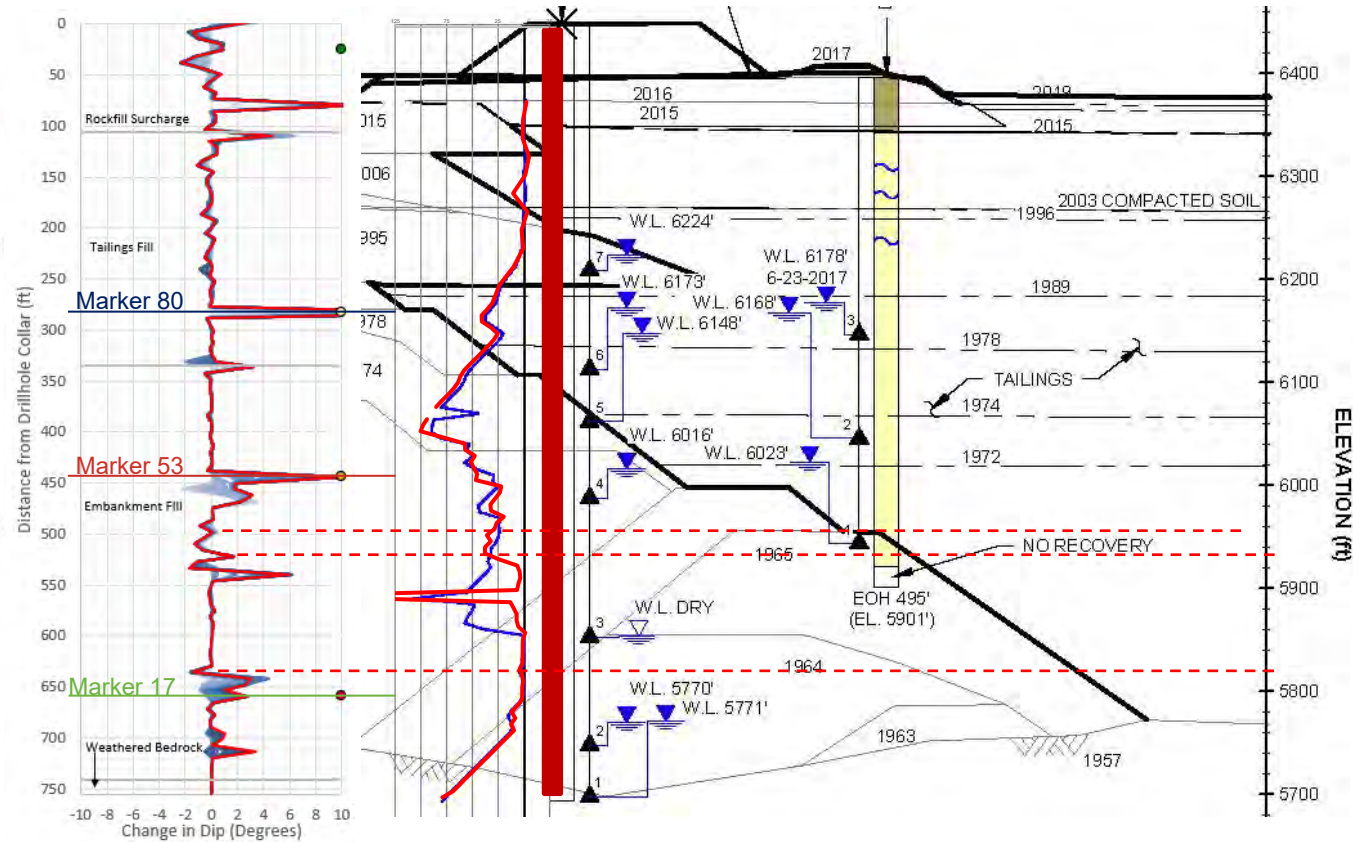 0
50
100
150
200
250
300
350
400
450
500
550
600
650
700
750
Distance from Drillhole Collar (ft)
Rockfill Surcharge
Tailings Fill
Marker 80
Marker 53
Embankment Fill
Marker 17
Weathered Bedrock
-10 -8 -6 -4 -2 0 2 4 6 8 10
Change in Dip (Degrees)
125 75 25
2017
2016
2015
2019
2015
015
006
995
978
74
2003 COMPACTED SOIL
1996
W.L. 6224'
7
W.L. 6178'
6-23-2017
W.L. 6173'
W.L. 6168'
1989
W.L. 6148'
3
6
1978
TAILINGS
5
1974
2
W.L. 6016'
W.L. 6023'
1972
4
4
NO RECOVERY
1965
EOH 495'
(EL. 5901')
W.L. DRY
3
1964
W.L. 5770'
W.L. 5771'
2
1963
1957
1
6400
6300
6200
6100
6000
5900
5800
5700
ELEVATION (ft)